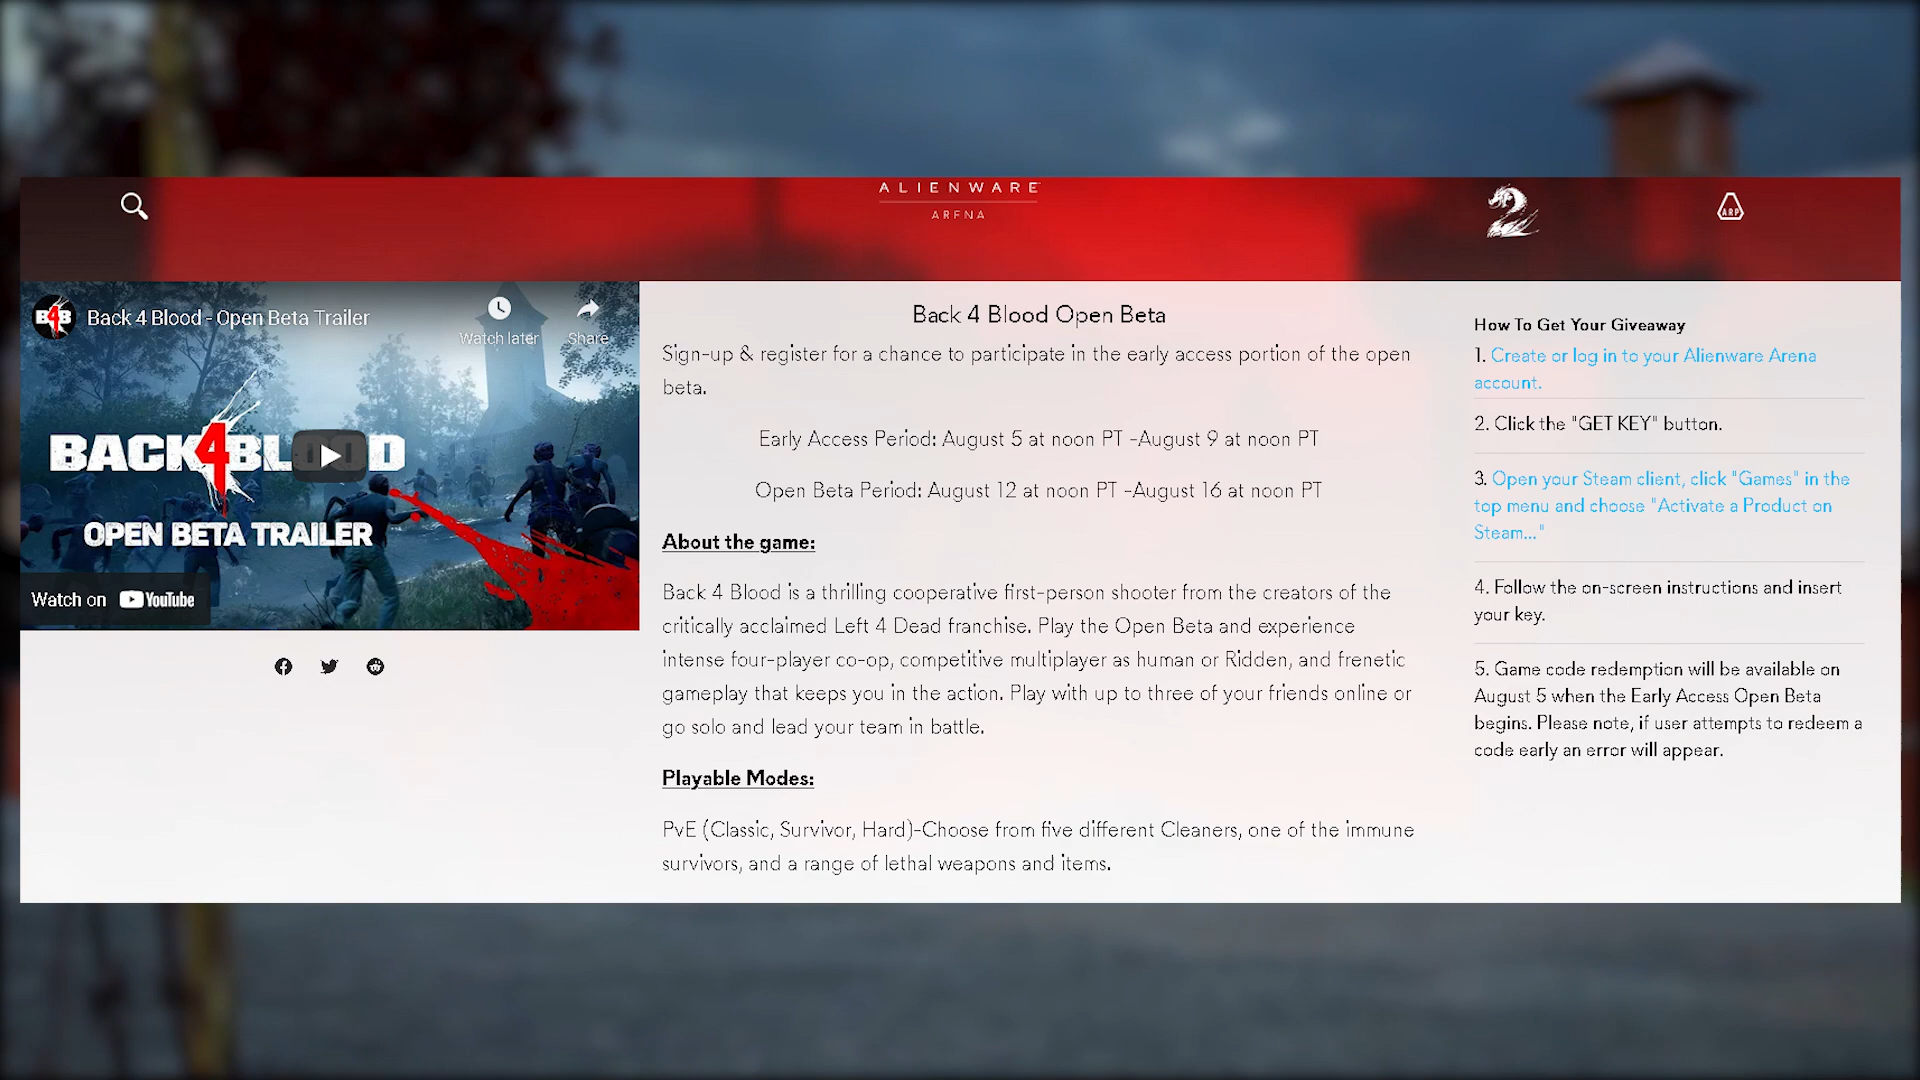 ALIENWARE
ARENA
ARP
Back 4 Blood - Open Beta Trailer
Watch later
Share
BACK 4 BLOOD
OPEN BETA TRAILER
Watch on YouTube
Back 4 Blood Open Beta
Sign-up & register for a chance to participate in the early access portion of the open
beta.
Early Access Period: August 5 at noon PT -August 9 at noon PT
Open Beta Period: August 12 at noon PT -August 16 at noon PT
About the game:
Back 4 Blood is a thrilling cooperative first-person shooter from the creators of the
critically acclaimed Left 4 Dead franchise. Play the Open Beta and experience
intense four-player co-op, competitive multiplayer as human or Ridden, and frenetic
gameplay that keeps you in the action. Play with up to three of your friends online or
go solo and lead your team in battle.
Playable Modes:
PvE (Classic, Survivor, Hard)-Choose from five different Cleaners, one of the immune
survivors, and a range of lethal weapons and items.
How To Get Your Giveaway
1. Create or log in to your Alienware Arena
account.
2. Click the "GET KEY" button.
3. Open your Steam client, click "Games" in the
top menu and choose "Activate a Product on
Steam..."
4. Follow the on-screen instructions and insert
your key.
5. Game code redemption will be available on
August 5 when the Early Access Open Beta
begins. Please note, if user attempts to redeem a
code early an error will appear.